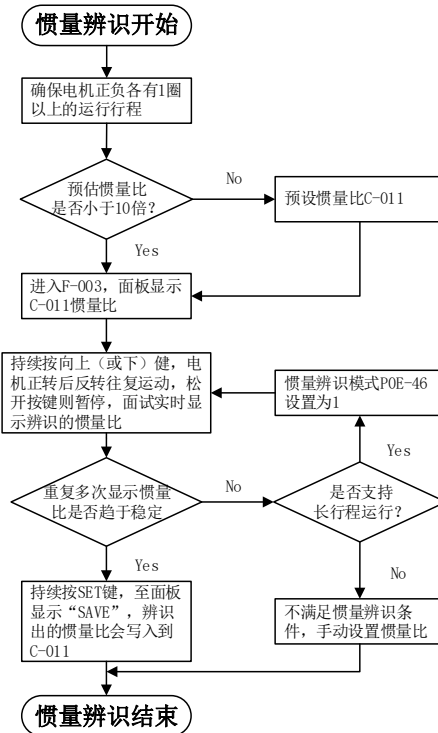 惯量辨识开始
确保电机正负各有1圈
以上的运行行程
预估惯量比
是否小于10倍？
No
预设惯量比C-011
Yes
进入F-003，面板显示
C-011惯量比
持续按向上（或下）健，电
机正转后反转往复运动，松
开按键则暂停，面试实时显
示辨识的惯量比
惯量辨识模式P0E-46
设置为1
Yes
重复多次显示惯量
比是否趋于稳定
No
是否支持
长行程运行？
Yes
No
持续按SET键，至面板
显示“SAVE”，辨识
出的惯量比会写入到
C-011
不满足惯量辨识条
件，手动设置惯量比
惯量辨识结束